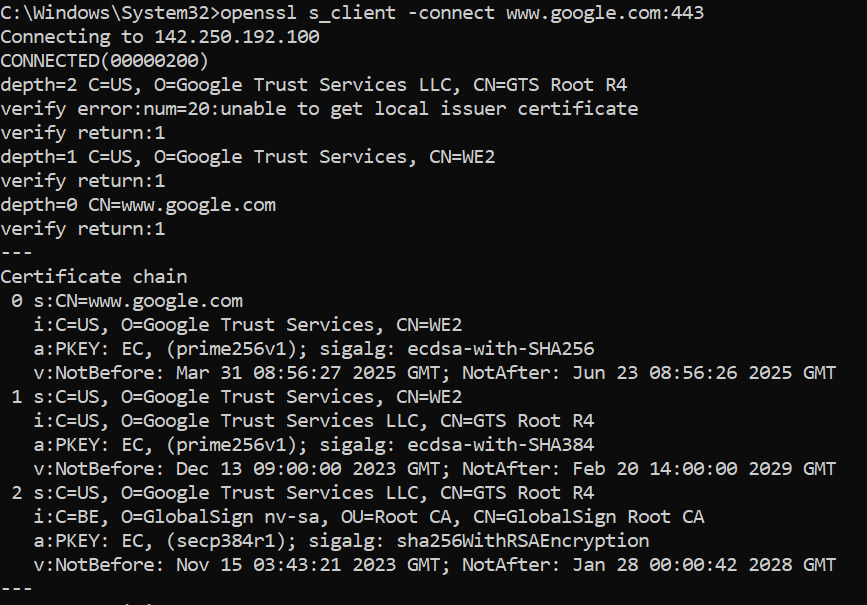 C:\Windows\System32>openssl s_client -connect www.google.com:443
Connecting to 142.250.192.100
CONNECTED(00000200)
depth=2 C=US, O=Google Trust Services LLC, CN=GTS Root R4
verify error:num=20:unable to get local issuer certificate
verify return:1
depth=1 C=US, O=Google Trust Services, CN=WE2
verify return:1
depth=0 CN=www.google.com
verify return:1
---
Certificate chain
 0 s:CN=www.google.com
   i:C=US, O=Google Trust Services, CN=WE2
   a:PKEY: EC, (prime256v1); sigalg: ecdsa-with-SHA256
   v:NotBefore: Mar 31 08:56:27 2025 GMT; NotAfter: Jun 23 08:56:26 2025 GMT
 1 s:C=US, O=Google Trust Services, CN=WE2
   i:C=US, O=Google Trust Services LLC, CN=GTS Root R4
   a:PKEY: EC, (prime256v1); sigalg: ecdsa-with-SHA384
   v:NotBefore: Dec 13 09:00:00 2023 GMT; NotAfter: Feb 20 14:00:00 2029 GMT
 2 s:C=US, O=Google Trust Services LLC, CN=GTS Root R4
   i:C=BE, O=GlobalSign nv-sa, OU=Root CA, CN=GlobalSign Root CA
   a:PKEY: EC, (secp384r1); sigalg: sha256WithRSAEncryption
   v:NotBefore: Nov 15 03:43:21 2023 GMT; NotAfter: Jan 28 00:00:42 2028 GMT
---